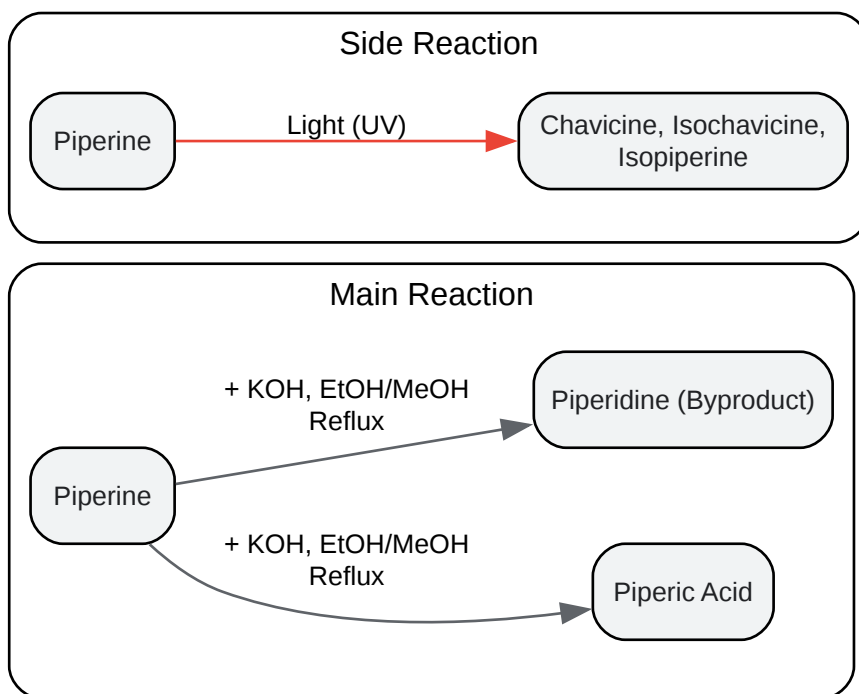 Side Reaction
Piperine
Light (UV)
Chavicine, Isochavicine,
Isopiperine
Main Reaction
+ KOH, EtOH/MeOH
Reflux
Piperidine (Byproduct)
Piperine
+ KOH, EtOH/MeOH
Reflux
Piperic Acid